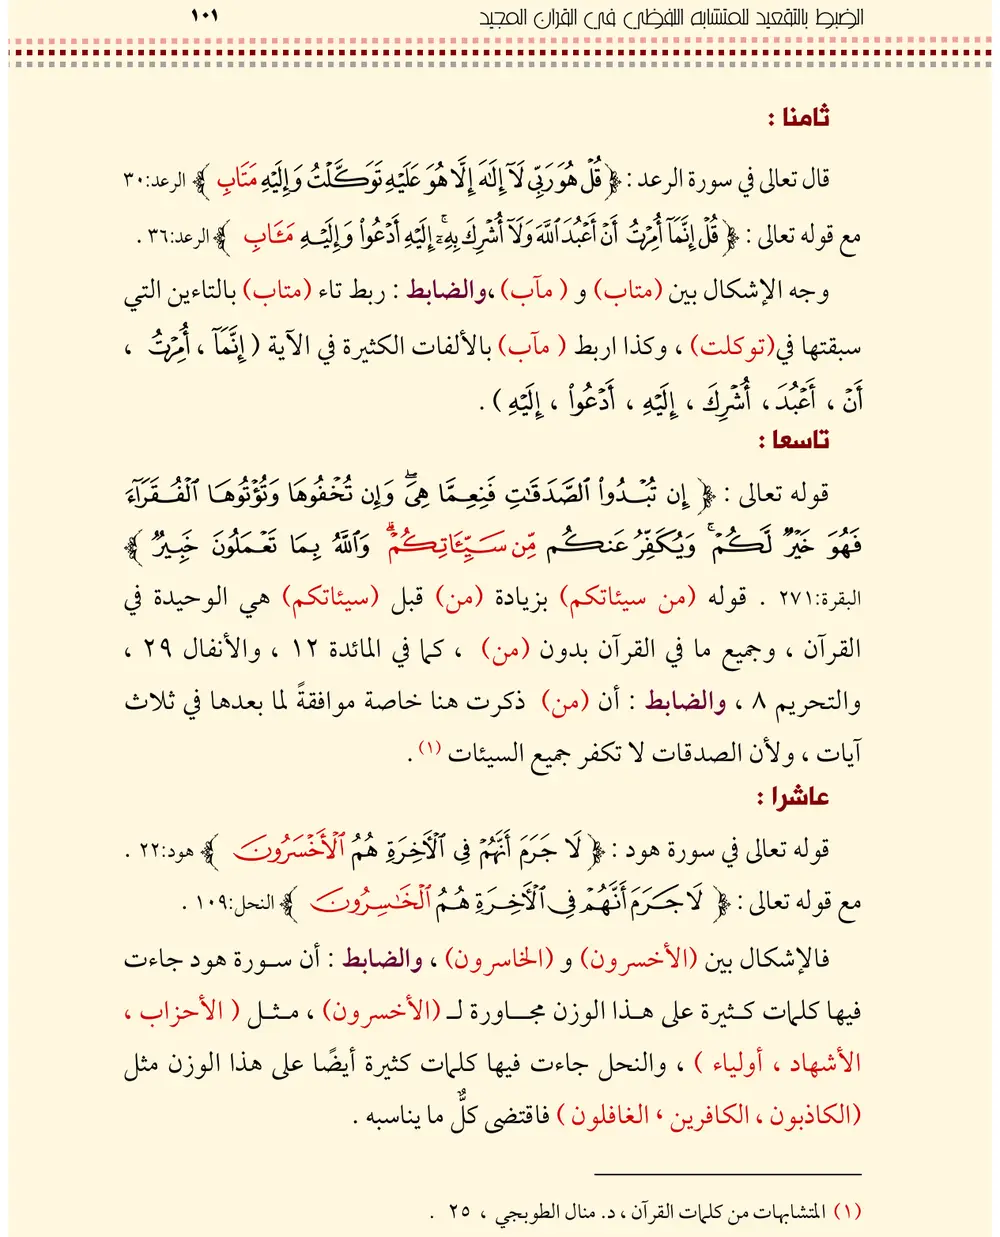 الضبط بالتقعيد للمتشابه اللفظي في القرآن المجيد ١٠١
ثامنا :
قال تعالى في سورة الرعد : ﴿ قُلْ هُوَ رَبِّي لَآ إِلَٰهَ إِلَّا هُوَ عَلَيْهِ تَوَكَّلْتُ وَإِلَيْهِ مَتَابِ ﴾ الرعد:٣٠
مع قوله تعالى : ﴿ قُلْ إِنَّمَآ أُمِرْتُ أَنْ أَعْبُدَ ٱللَّهَ وَلَآ أُشْرِكَ بِهِۦٓ ۚ إِلَيْهِ أَدْعُوا۟ وَإِلَيْهِ مَـَٔابِ ﴾ الرعد:٣٦ .
وجه الإشكال بين (متاب) و ( مآب) ،والضابط : ربط تاء (متاب) بالتاءين التي
سبقتها في(توكلت) ، وكذا اربط ( مآب) بالألفات الكثيرة في الآية ( إِنَّمَآ ، أُمِرْتُ ،
أَنْ ، أَعْبُدَ ، أُشْرِكَ ، إِلَيْهِ ، أَدْعُوا۟ ، إِلَيْهِ ) .
تاسعا :
قوله تعالى : ﴿ إِن تُبْدُوا۟ ٱلصَّدَقَٰتِ فَنِعِمَّا هِىَ ۖ وَإِن تُخْفُوهَا وَتُؤْتُوهَا ٱلْفُقَرَآءَ
فَهُوَ خَيْرٌ لَّكُمْ ۚ وَيُكَفِّرُ عَنكُم مِّن سَيِّـَٔاتِكُمْ ۗ وَٱللَّهُ بِمَا تَعْمَلُونَ خَبِيرٌ ﴾
البقرة:٢٧١ . قوله (من سيئاتكم) بزيادة (من) قبل (سيئاتكم) هي الوحيدة في
القرآن ، وجميع ما في القرآن بدون (من) ، كما في المائدة ١٢ ، والأنفال ٢٩ ،
والتحريم ٨ ، والضابط : أن (من) ذكرت هنا خاصة موافقةً لما بعدها في ثلاث
آيات ، ولأن الصدقات لا تكفر جميع السيئات (١) .
عاشرا :
قوله تعالى في سورة هود : ﴿ لَا جَرَمَ أَنَّهُمْ فِى ٱلْأَخِرَةِ هُمُ ٱلْأَخْسَرُونَ ﴾ هود:٢٢ .
مع قوله تعالى : ﴿ لَا جَرَمَ أَنَّهُمْ فِى ٱلْأَخِرَةِ هُمُ ٱلْخَٰسِرُونَ ﴾ النحل:١٠٩ .
فالإشكال بين (الأخسرون) و (الخاسرون) ، والضابط : أن سورة هود جاءت
فيها كلمات كثيرة على هذا الوزن مجاورة لـ (الأخسرون) ، مثل ( الأحزاب ،
الأشهاد ، أولياء ) ، والنحل جاءت فيها كلمات كثيرة أيضًا على هذا الوزن مثل
(الكاذبون ، الكافرين ، الغافلون ) فاقتضى كلٌّ ما يناسبه .
(١) المتشابهات من كلمات القرآن ، د. منال الطوبجي ، ٢٥ .